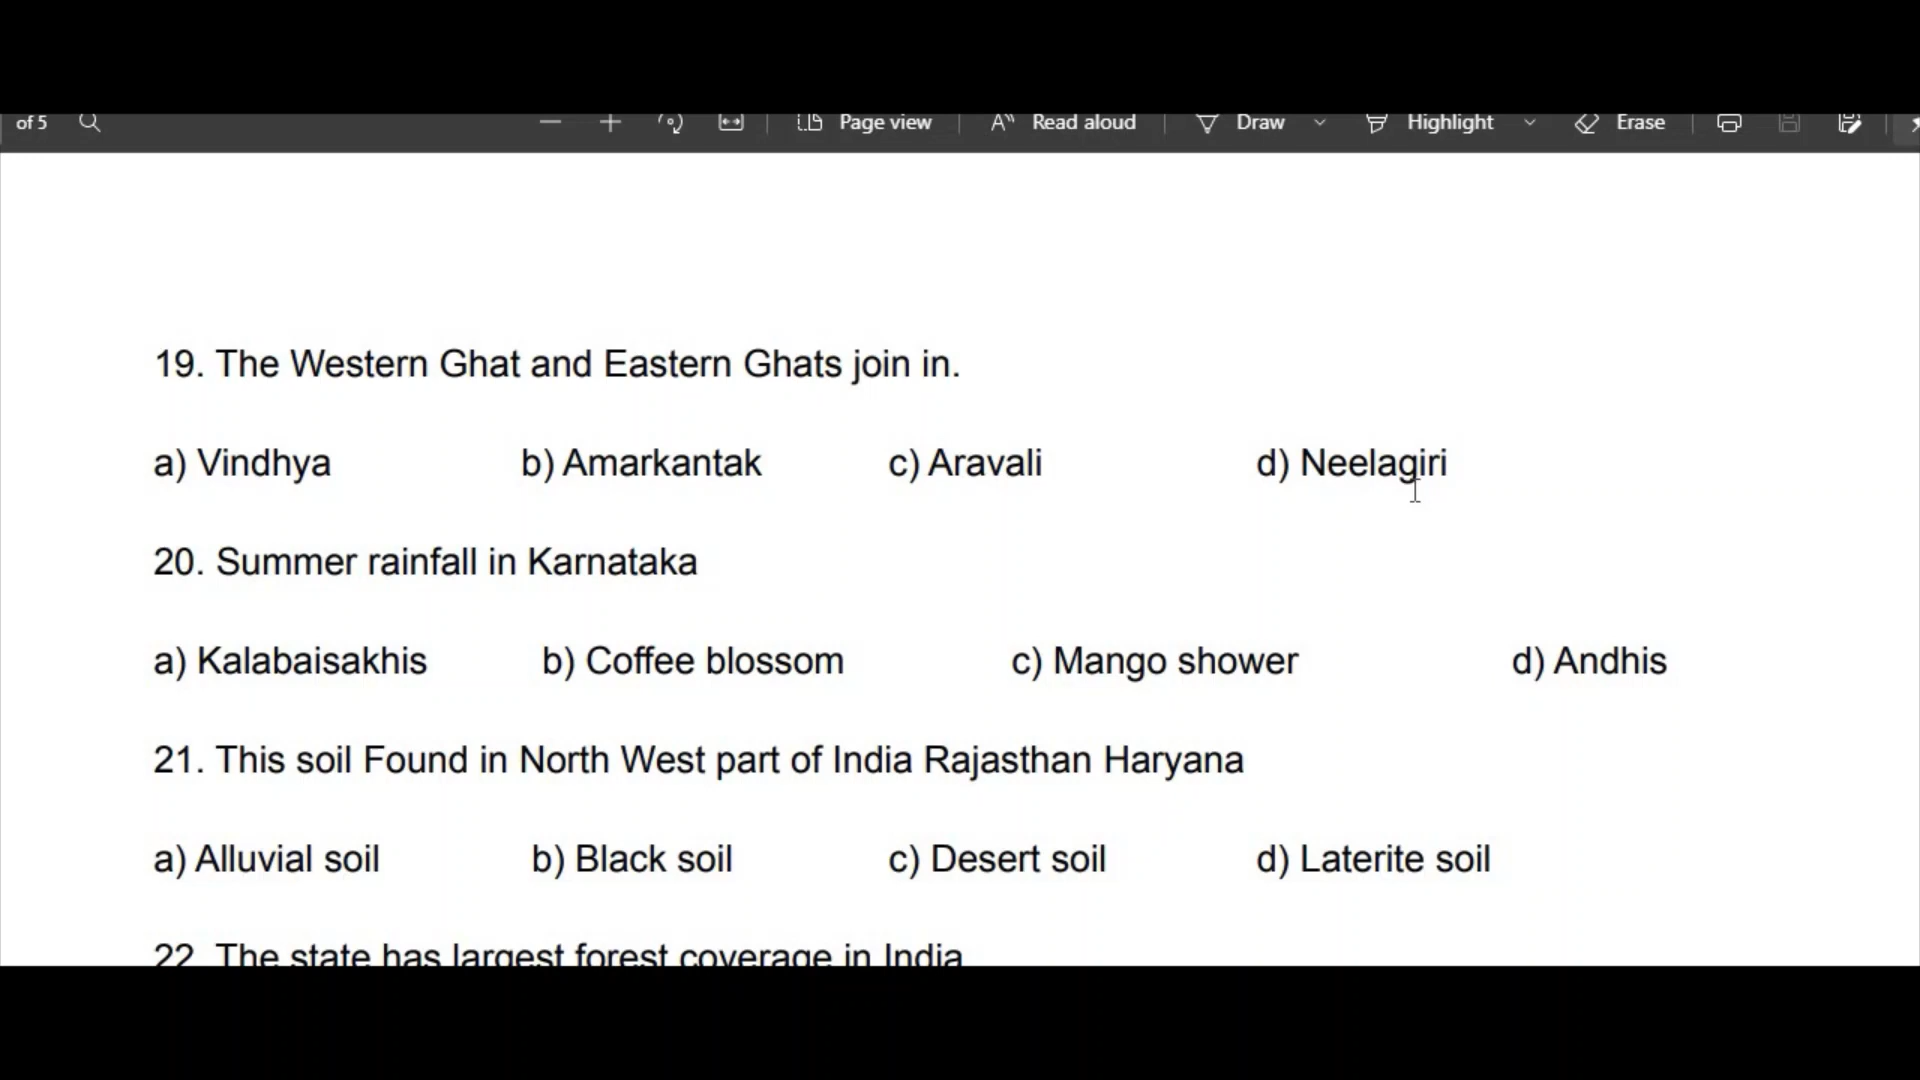 of 5 Page view Read aloud Draw Highlight Erase
19. The Western Ghat and Eastern Ghats join in.
a) Vindhya b) Amarkantak c) Aravali d) Neelagiri
20. Summer rainfall in Karnataka
a) Kalabaisakhis b) Coffee blossom c) Mango shower d) Andhis
21. This soil Found in North West part of India Rajasthan Haryana
a) Alluvial soil b) Black soil c) Desert soil d) Laterite soil
22. The state has largest forest coverage in India